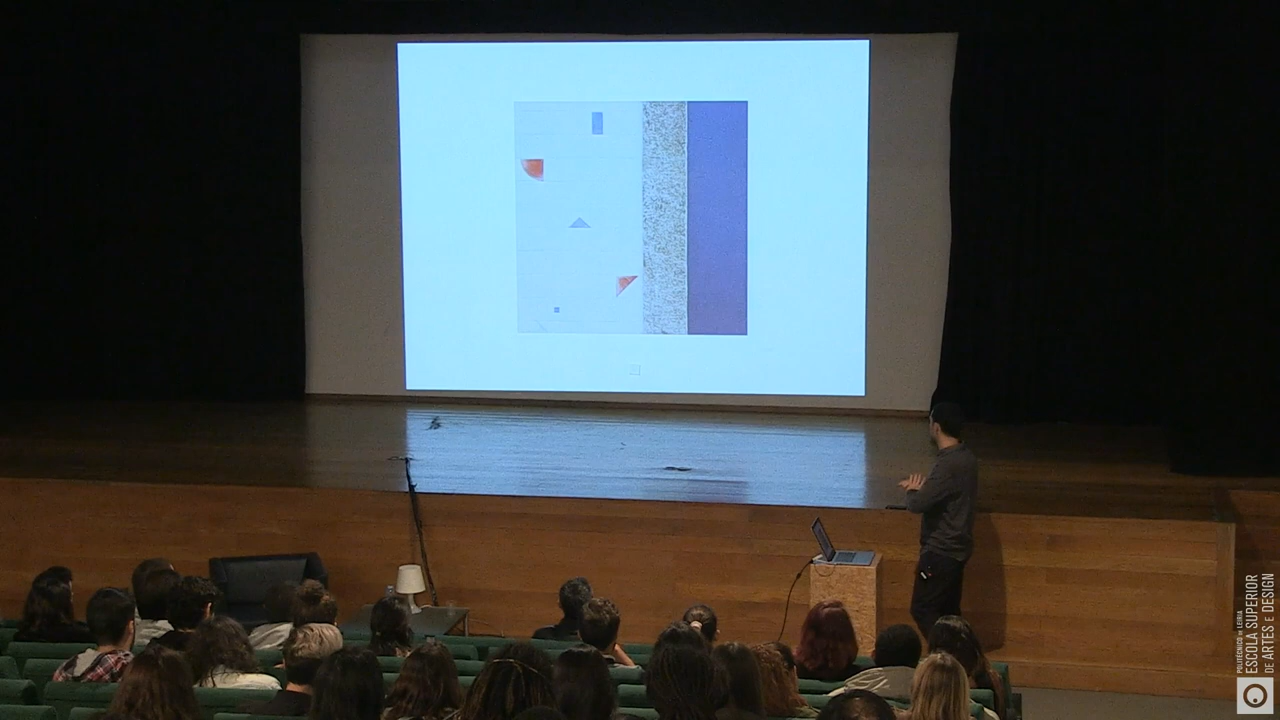 POLITÉCNICO DE LEIRIA
ESCOLA SUPERIOR
DE ARTES E DESIGN